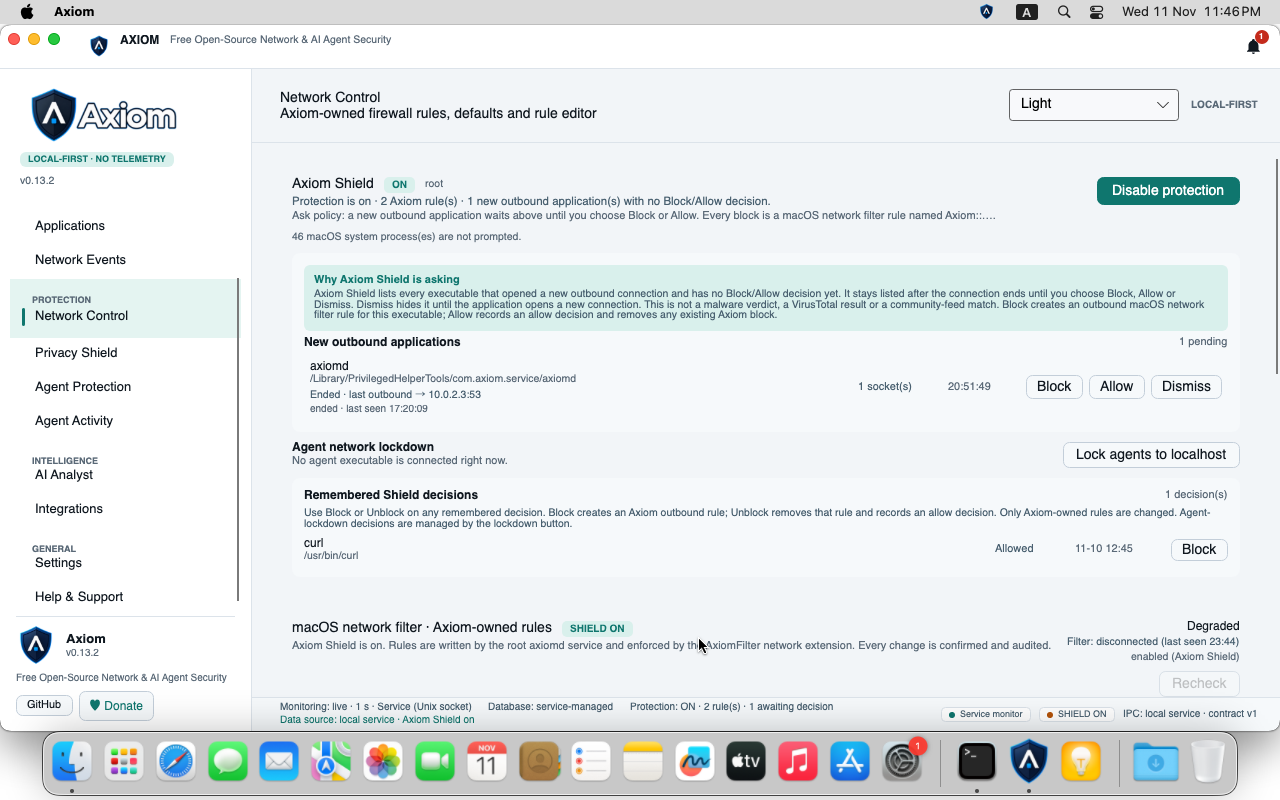 Axiom
A
Wed 11 Nov 11:46 PM
AXIOM
Free Open-Source Network & AI Agent Security
1
Axiom
LOCAL-FIRST · NO TELEMETRY
v0.13.2
Applications
Network Events
PROTECTION
Network Control
Privacy Shield
Agent Protection
Agent Activity
INTELLIGENCE
AI Analyst
Integrations
GENERAL
Settings
Help & Support
Axiom
v0.13.2
Free Open-Source Network & AI Agent Security
GitHub
Donate
Network Control
Axiom-owned firewall rules, defaults and rule editor
Light
LOCAL-FIRST
Axiom Shield ON root
Protection is on · 2 Axiom rule(s) · 1 new outbound application(s) with no Block/Allow decision.
Ask policy: a new outbound application waits above until you choose Block or Allow. Every block is a macOS network filter rule named Axiom::….
46 macOS system process(es) are not prompted.
Disable protection
Why Axiom Shield is asking
Axiom Shield lists every executable that opened a new outbound connection and has no Block/Allow decision yet. It stays listed after the connection ends until you choose Block, Allow or
Dismiss. Dismiss hides it until the application opens a new connection. This is not a malware verdict, a VirusTotal result or a community-feed match. Block creates an outbound macOS network
filter rule for this executable; Allow records an allow decision and removes any existing Axiom block.
New outbound applications
1 pending
axiomd
/Library/PrivilegedHelperTools/com.axiom.service/axiomd
Ended · last outbound → 10.0.2.3:53
ended · last seen 17:20:09
1 socket(s)
20:51:49
Block
Allow
Dismiss
Agent network lockdown
No agent executable is connected right now.
Lock agents to localhost
Remembered Shield decisions
1 decision(s)
Use Block or Unblock on any remembered decision. Block creates an Axiom outbound rule; Unblock removes that rule and records an allow decision. Only Axiom-owned rules are changed. Agent-
lockdown decisions are managed by the lockdown button.
curl
/usr/bin/curl
Allowed
11-10 12:45
Block
macOS network filter · Axiom-owned rules SHIELD ON
Axiom Shield is on. Rules are written by the root axiomd service and enforced by the AxiomFilter network extension. Every change is confirmed and audited.
Degraded
Filter: disconnected (last seen 23:44)
enabled (Axiom Shield)
Recheck
Monitoring: live · 1 s · Service (Unix socket)
Database: service-managed
Protection: ON · 2 rule(s) · 1 awaiting decision
Data source: local service · Axiom Shield on
Service monitor
SHIELD ON
IPC: local service · contract v1
NOV
11
tv
1